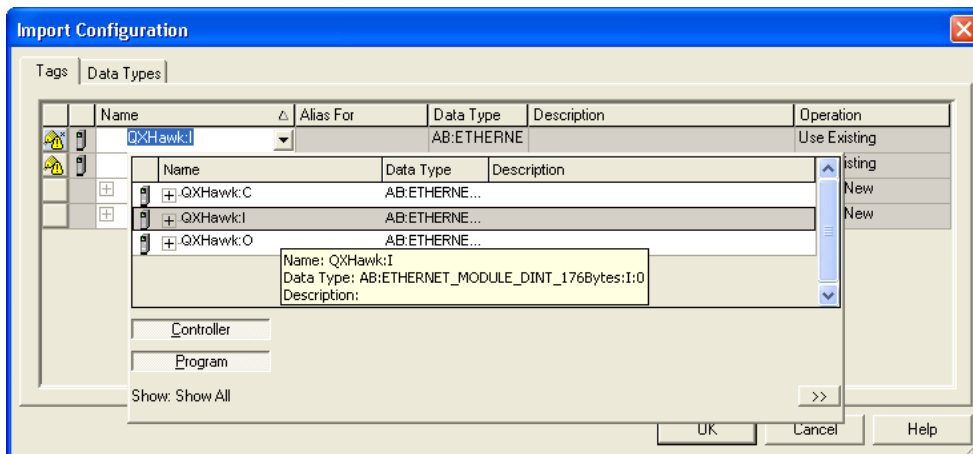 Import Configuration
Tags Data Types
Name Alias For Data Type Description Operation
QXHawk:I AB:ETHERNE Use Existing
Name Data Type Description isting
QXHawk:C AB:ETHERNE... New
QXHawk:I AB:ETHERNE... New
QXHawk:O AB:ETHERNE...
Name: QXHawk:I
Data Type: AB:ETHERNET_MODULE_DINT_176Bytes:I:0
Description:
Controller
Program
Show: Show All >>
OK Cancel Help